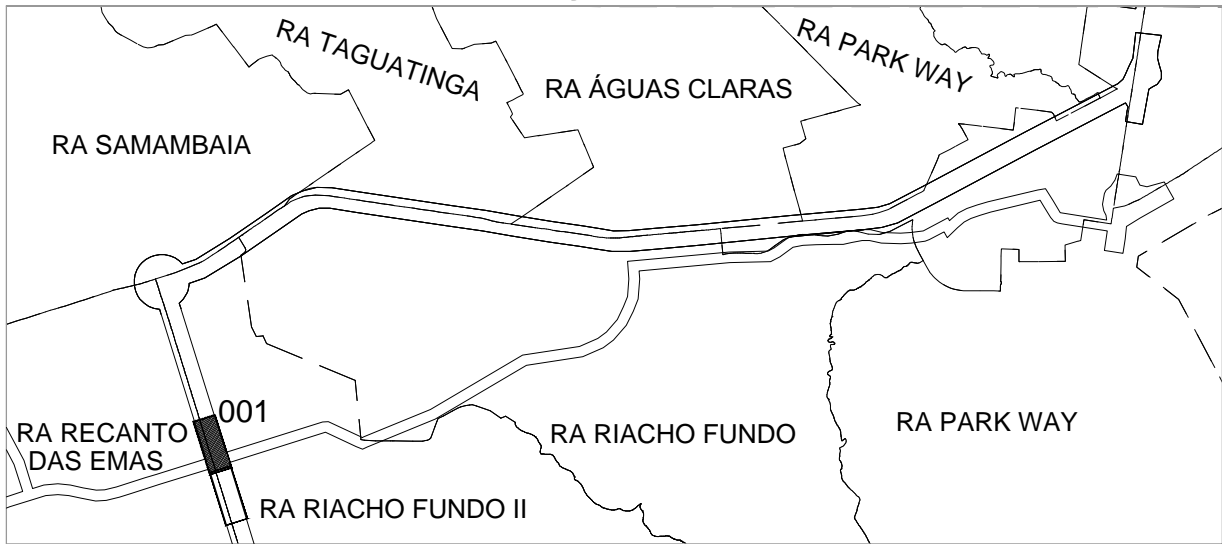 RA TAGUATINGA
RA PARK WAY
RA ÁGUAS CLARAS
RA SAMAMBAIA
001
RA RECANTO
DAS EMAS
RA RIACHO FUNDO
RA PARK WAY
RA RIACHO FUNDO II